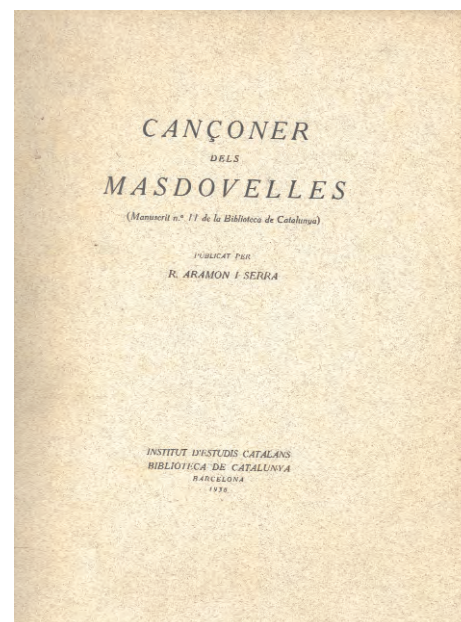 CANÇONER
DELS
MASDOVELLES
(Manuscrit n.º 11 de la Biblioteca de Catalunya)
PUBLICAT PER
R. ARAMON I SERRA
INSTITUT D'ESTUDIS CATALANS
BIBLIOTECA DE CATALUNYA
BARCELONA
1938